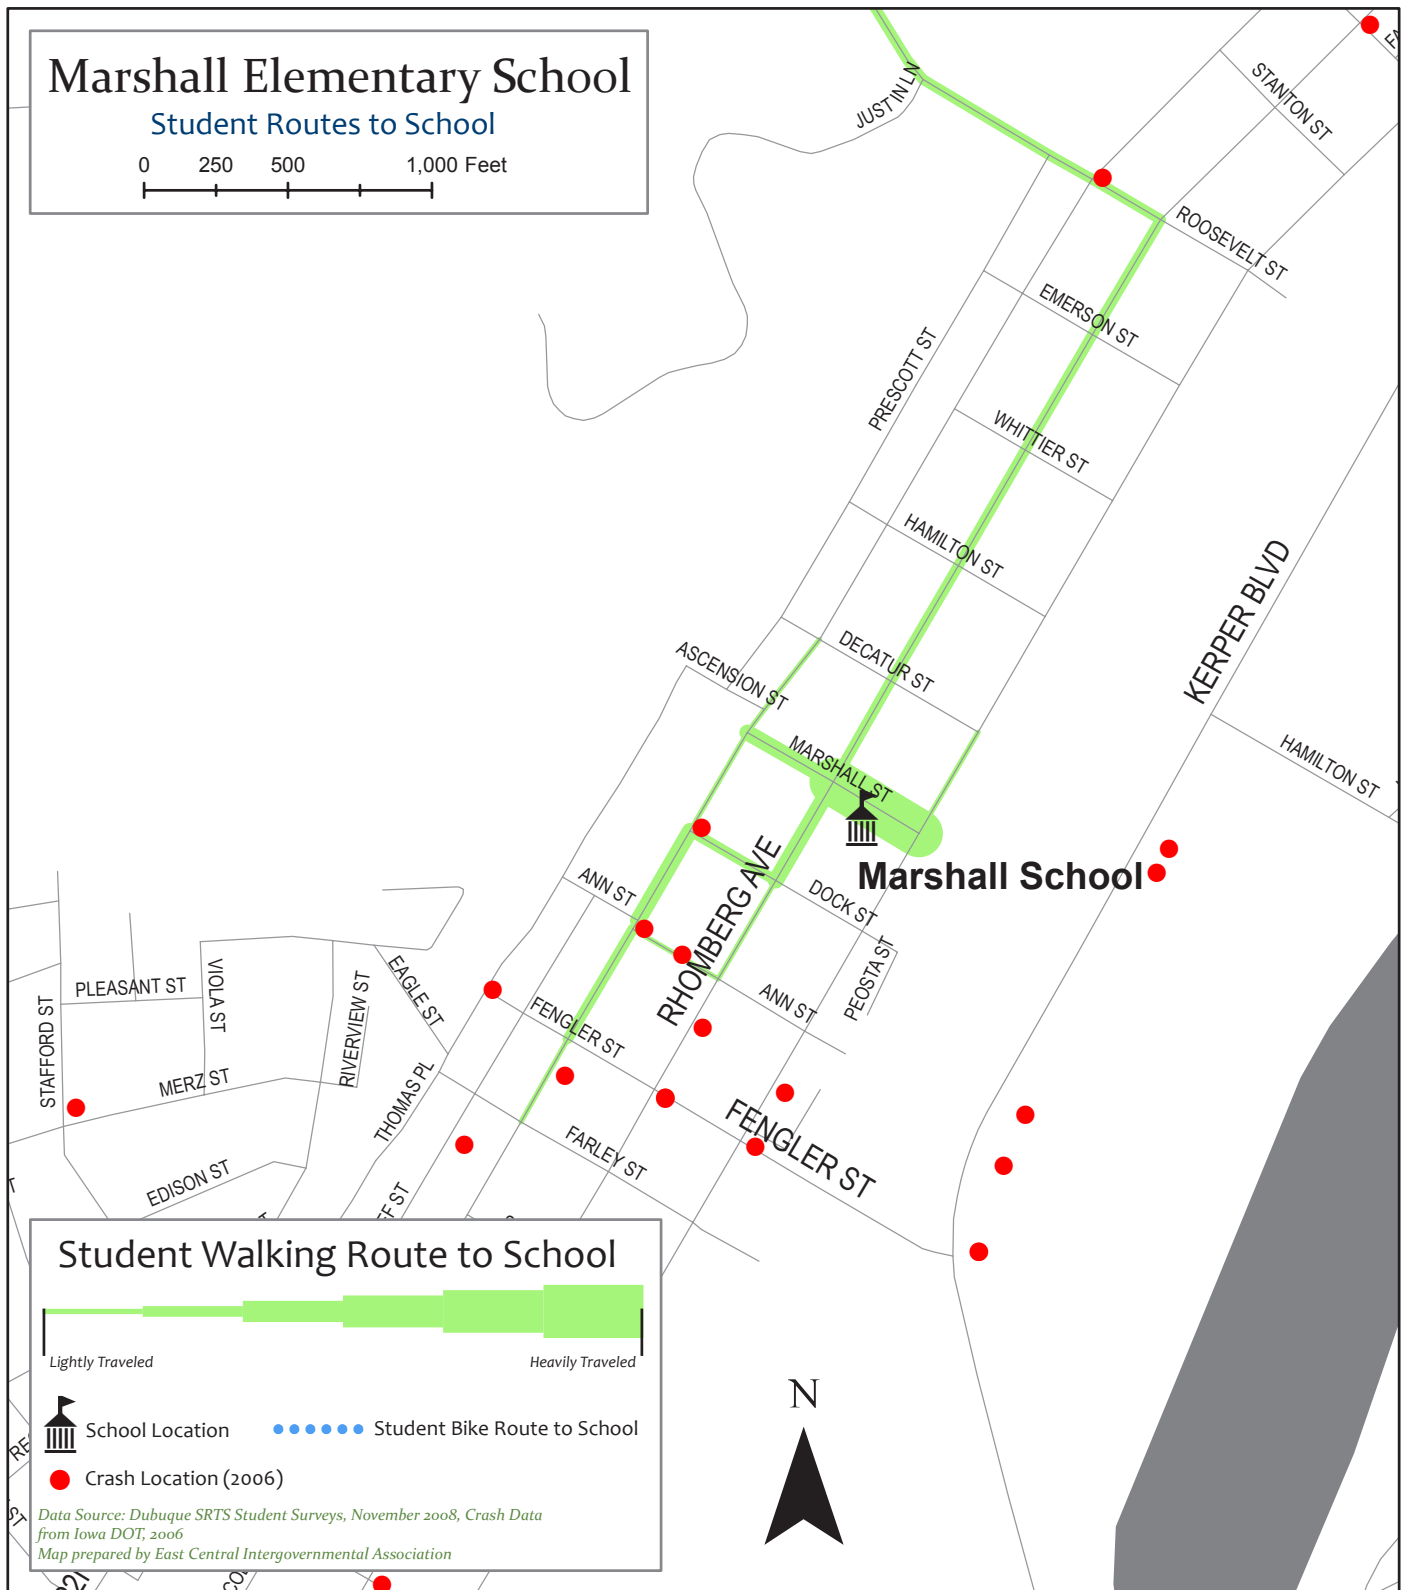 Marshall Elementary School
Student Routes to School
0 250 500 1,000 Feet
JUSTIN LN
STANTON ST
ROOSEVELT ST
EMERSON ST
PRESCOTT ST
WHITTIER ST
HAMILTON ST
KERPER BLVD
DECATUR ST
ASCENSION ST
MARSHALL ST
HAMILTON ST
Marshall School
RHOMBERG AVE
ANN ST
DOCK ST
PEOSTA ST
ANN ST
FENGLER ST
EAGLE ST
VIOLA ST
PLEASANT ST
RIVERVIEW ST
STAFFORD ST
MERZ ST
THOMAS PL
FENGLER ST
FARLEY ST
EDISON ST
EF ST
Student Walking Route to School
Lightly Traveled Heavily Traveled
School Location Student Bike Route to School
Crash Location (2006)
Data Source: Dubuque SRTS Student Surveys, November 2008, Crash Data
from Iowa DOT, 2006
Map prepared by East Central Intergovernmental Association
N